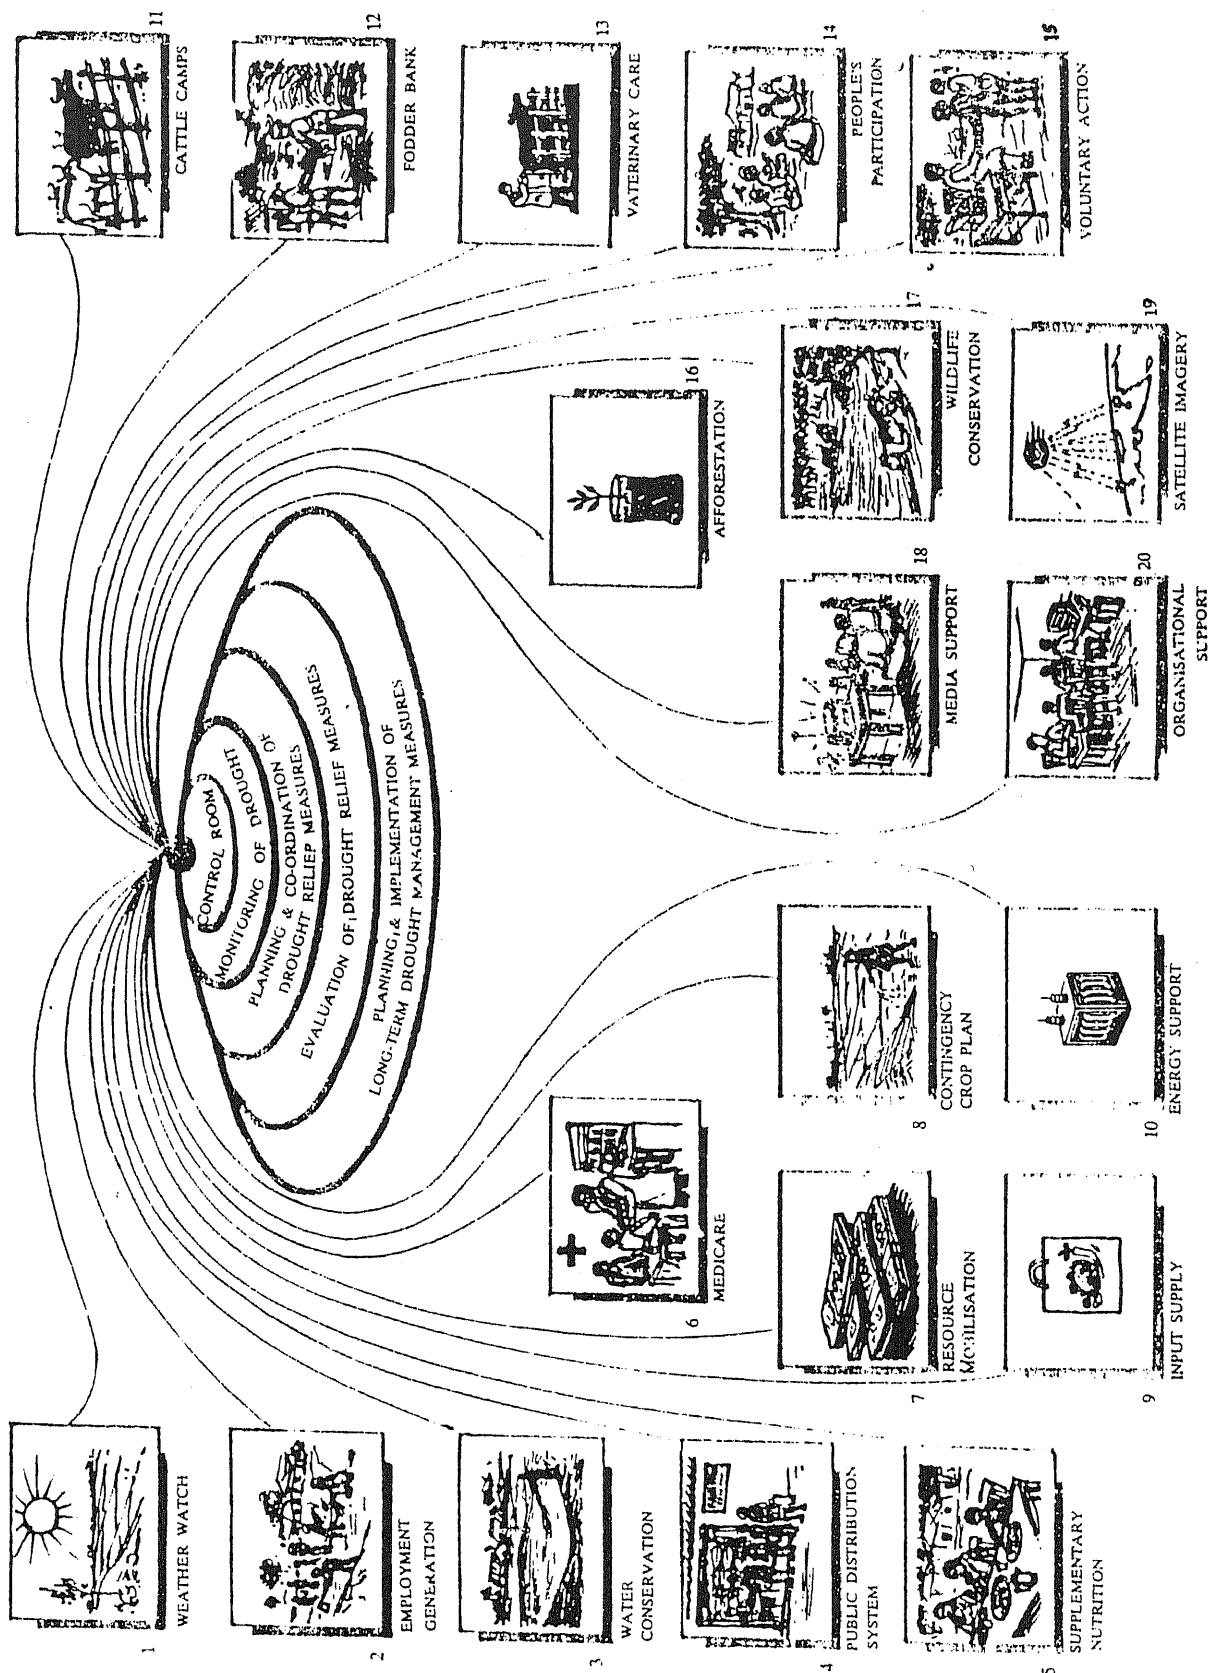 CONTROL ROOM
MONITORING OF DROUGHT
PLANNING & CO-ORDINATION OF
DROUGHT RELIEF MEASURES
EVALUATION OF DROUGHT RELIEF MEASURES
PLANNING & IMPLEMENTATION OF
LONG-TERM DROUGHT MANAGEMENT MEASURES
1
WEATHER WATCH
2
EMPLOYMENT
GENERATION
3
WATER
CONSERVATION
4
PUBLIC DISTRIBUTION
SYSTEM
5
SUPPLEMENTARY
NUTRITION
6
MEDICARE
7
RESOURCE
MOBILISATION
8
CONTINGENCY
CROP PLAN
9
INPUT SUPPLY
10
ENERGY SUPPORT
11
CATTLE CAMPS
12
FODDER BANK
13
VATERINARY CARE
14
PEOPLE'S
PARTICIPATION
15
VOLUNTARY ACTION
16
AFFORESTATION
17
WILDLIFE
CONSERVATION
18
MEDIA SUPPORT
19
SATELLITE IMAGERY
20
ORGANISATIONAL
SUPPORT